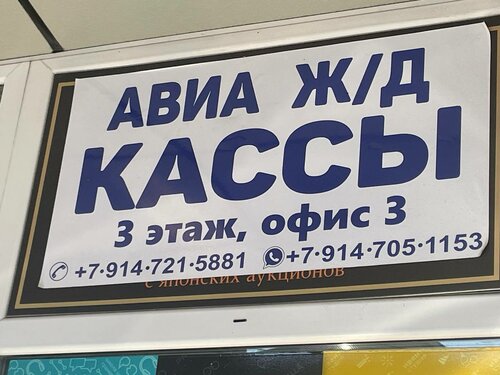 АВИА Ж/Д
КАССЫ
3 этаж, офис 3
+7·914·721·5881 +7·914·705·1153
с японских аукционов